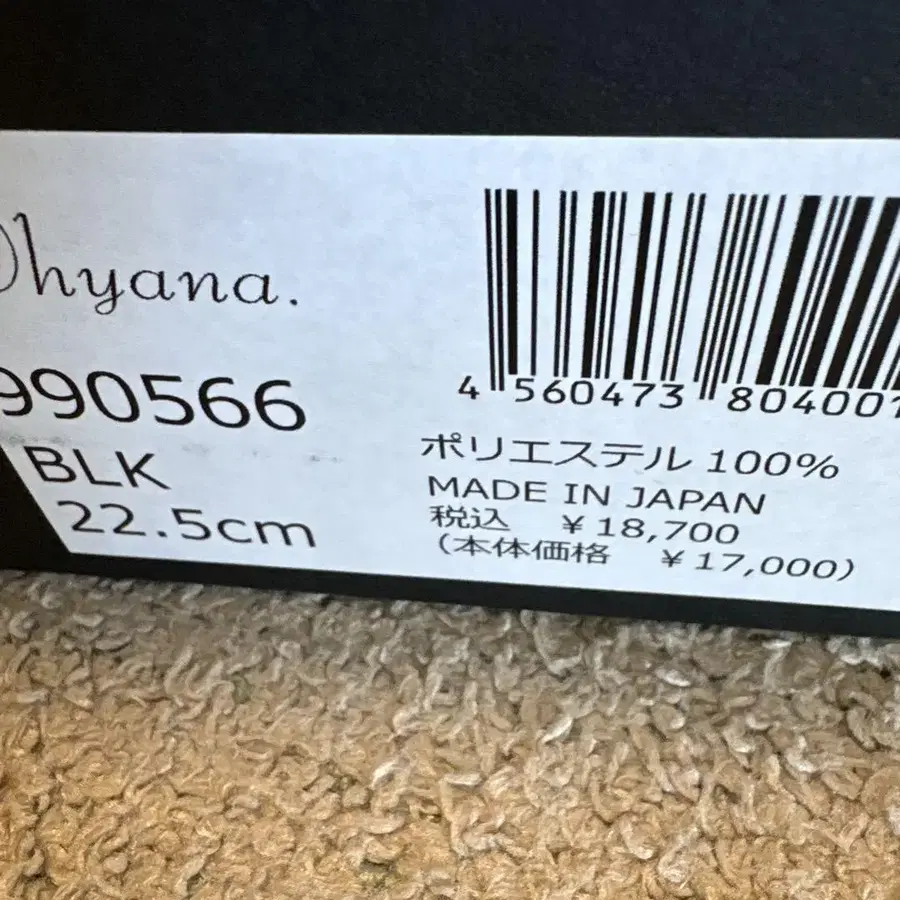 Ohyana.
990566
BLK
22.5cm
4 560473 804001
ポリエステル 100%
MADE IN JAPAN
税込 ¥18,700
(本体価格 ¥17,000)